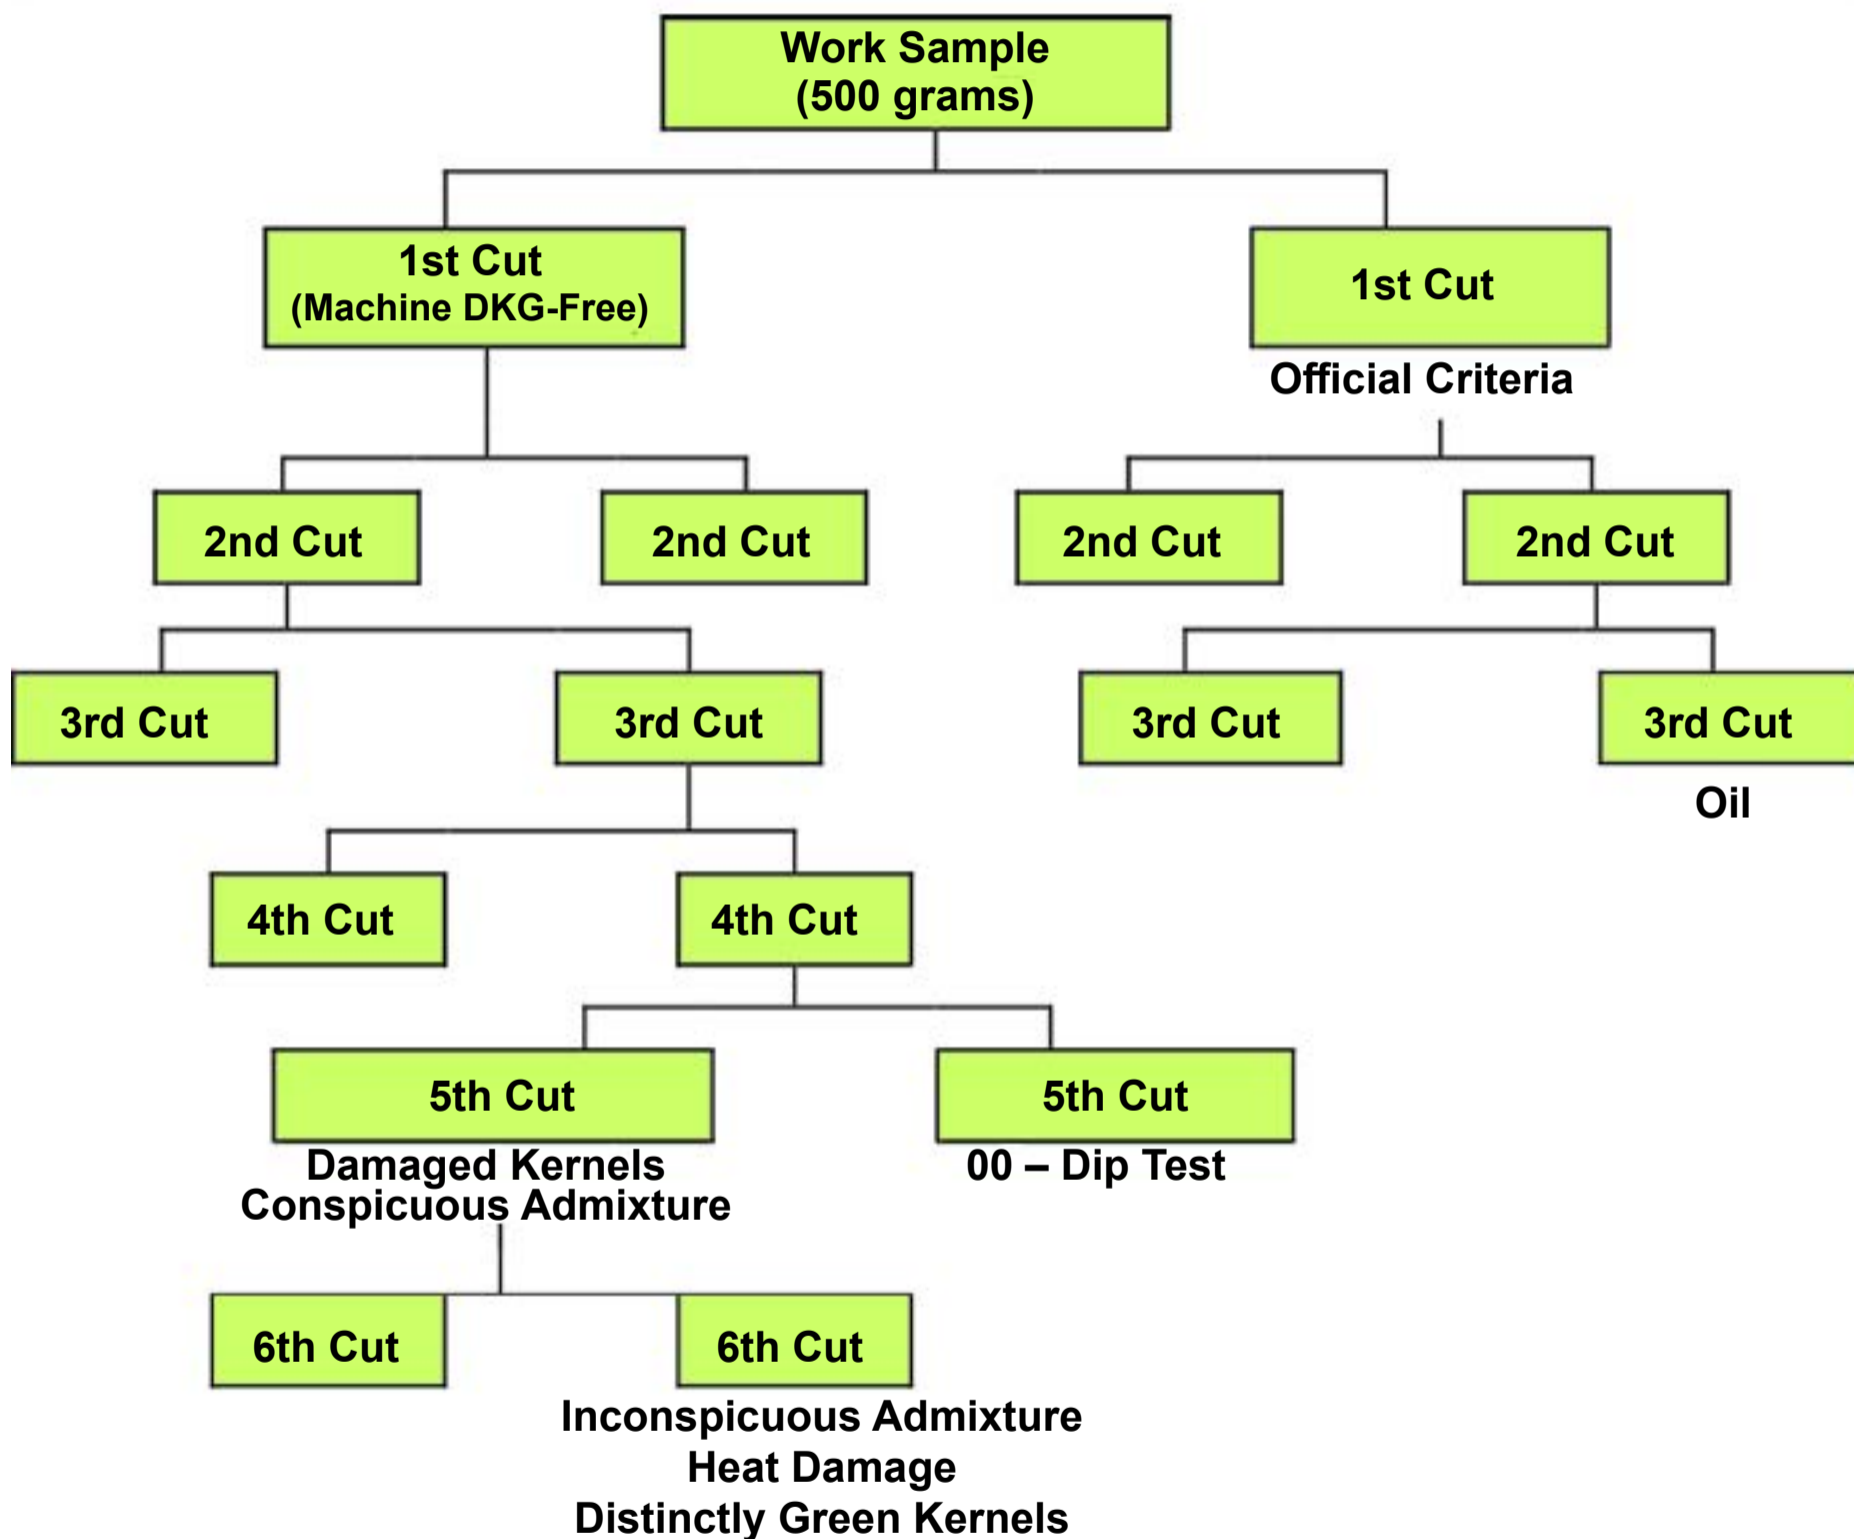 Work Sample
(500 grams)
1st Cut
(Machine DKG-Free)
1st Cut
Official Criteria
2nd Cut
2nd Cut
2nd Cut
2nd Cut
3rd Cut
3rd Cut
3rd Cut
3rd Cut
Oil
4th Cut
4th Cut
5th Cut
5th Cut
Damaged Kernels
Conspicuous Admixture
00 – Dip Test
6th Cut
6th Cut
Inconspicuous Admixture
Heat Damage
Distinctly Green Kernels